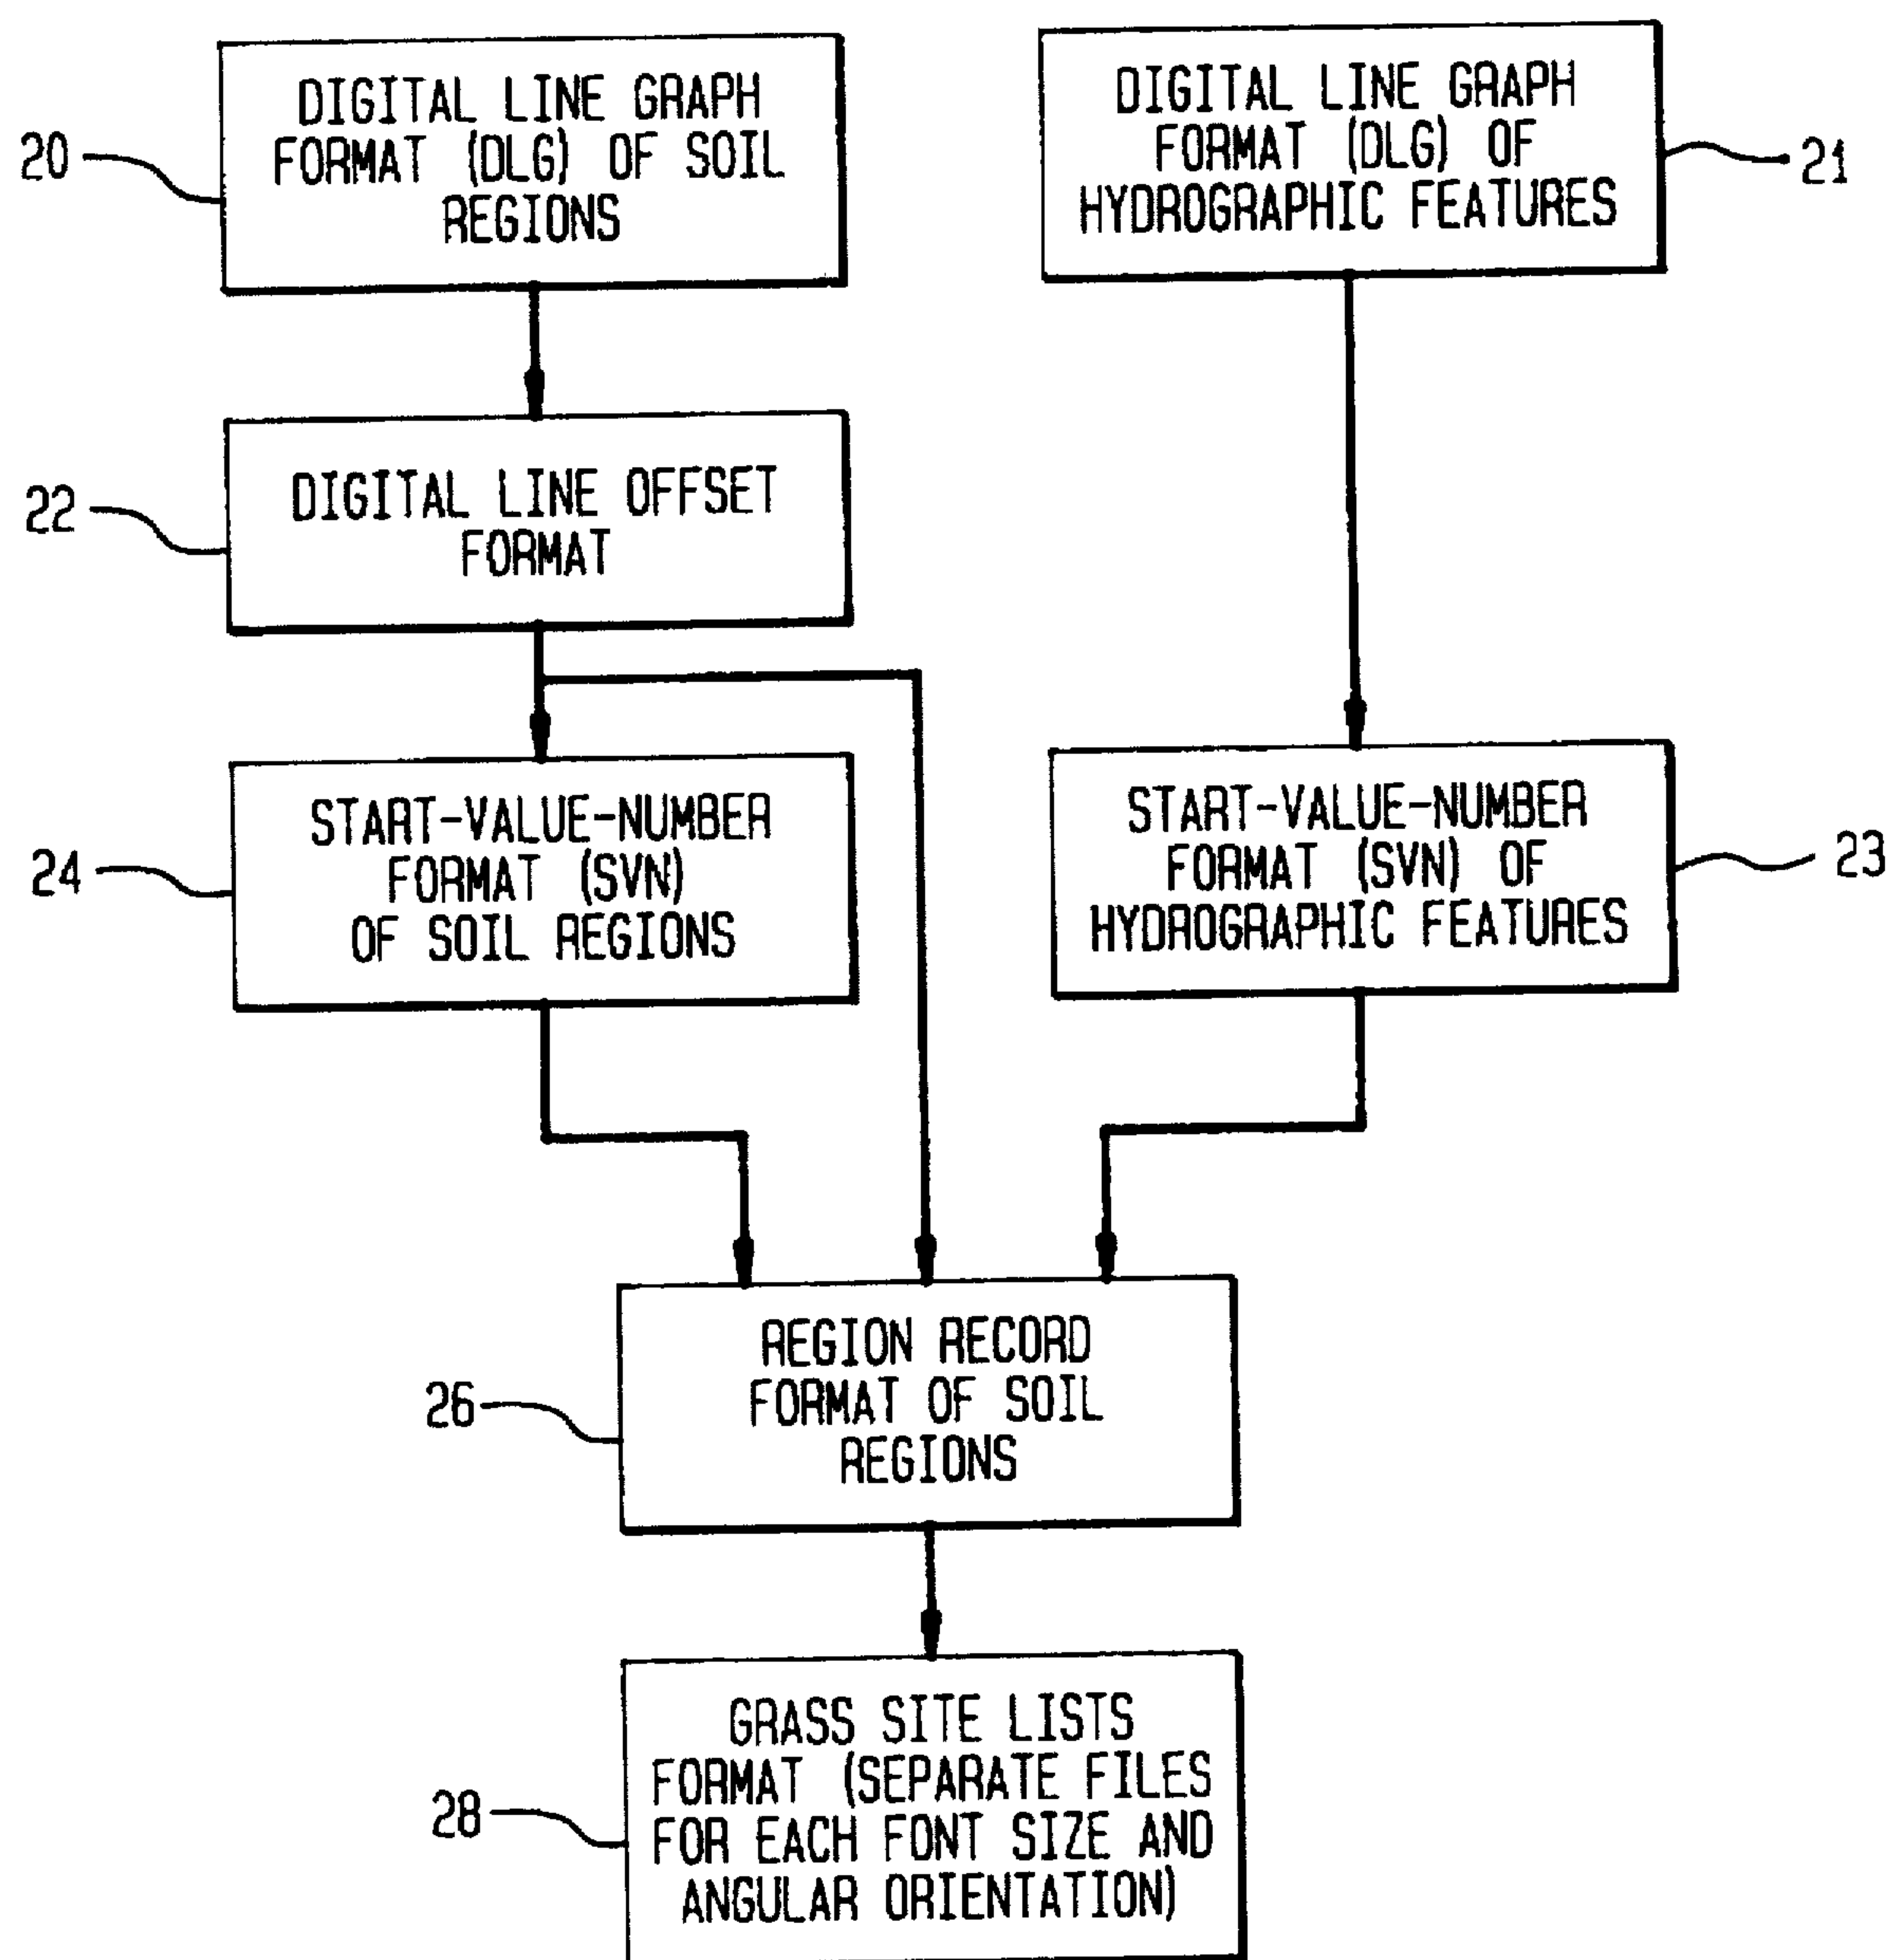 DIGITAL LINE GRAPH
FORMAT (DLG) OF SOIL
REGIONS
20
DIGITAL LINE GRAPH
FORMAT (DLG) OF
HYDROGRAPHIC FEATURES
21
DIGITAL LINE OFFSET
FORMAT
22
START-VALUE-NUMBER
FORMAT (SVN)
OF SOIL REGIONS
24
START-VALUE-NUMBER
FORMAT (SVN) OF
HYDROGRAPHIC FEATURES
23
REGION RECORD
FORMAT OF SOIL
REGIONS
26
GRASS SITE LISTS
FORMAT (SEPARATE FILES
FOR EACH FONT SIZE AND
ANGULAR ORIENTATION)
28